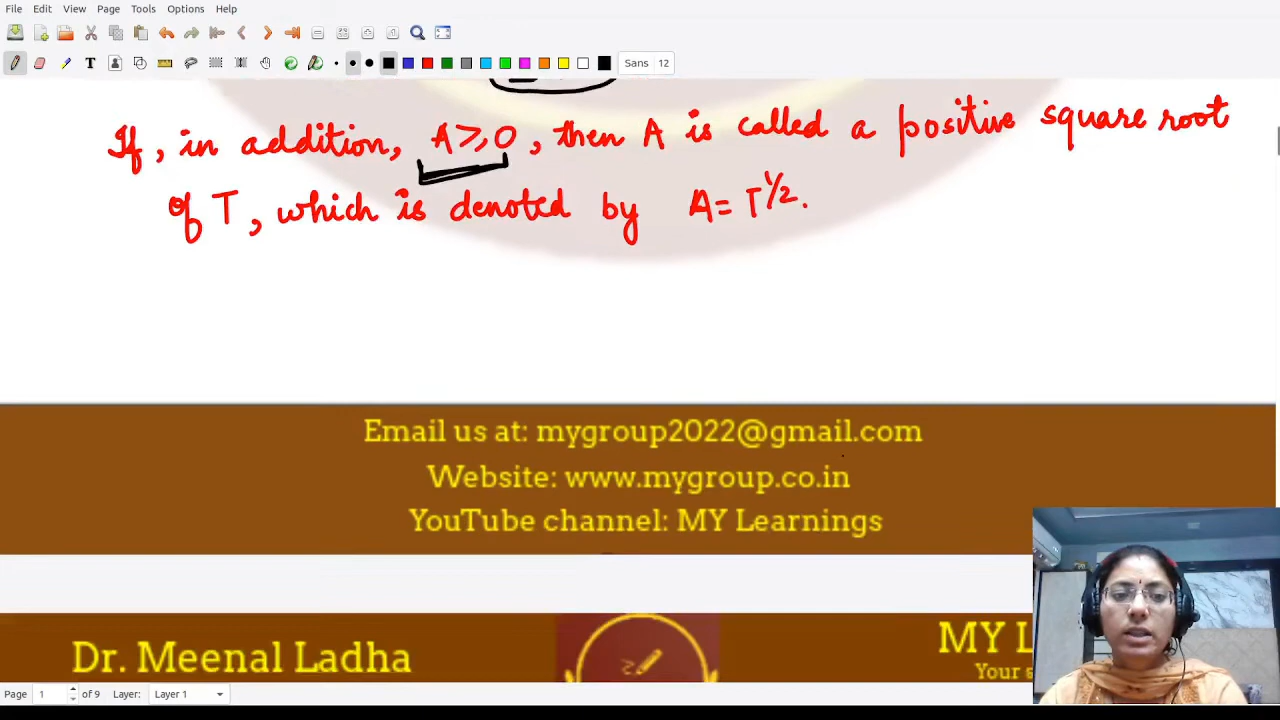 File Edit View Page Tools Options Help
Sans 12
If, in addition, A≥0, then A is called a positive square root
of T, which is denoted by A = T^1/2.
Email us at: mygroup2022@gmail.com
Website: www.mygroup.co.in
YouTube channel: MY Learnings
Dr. Meenal Ladha
MY L
Your s
Page 1 of 9 Layer: Layer 1